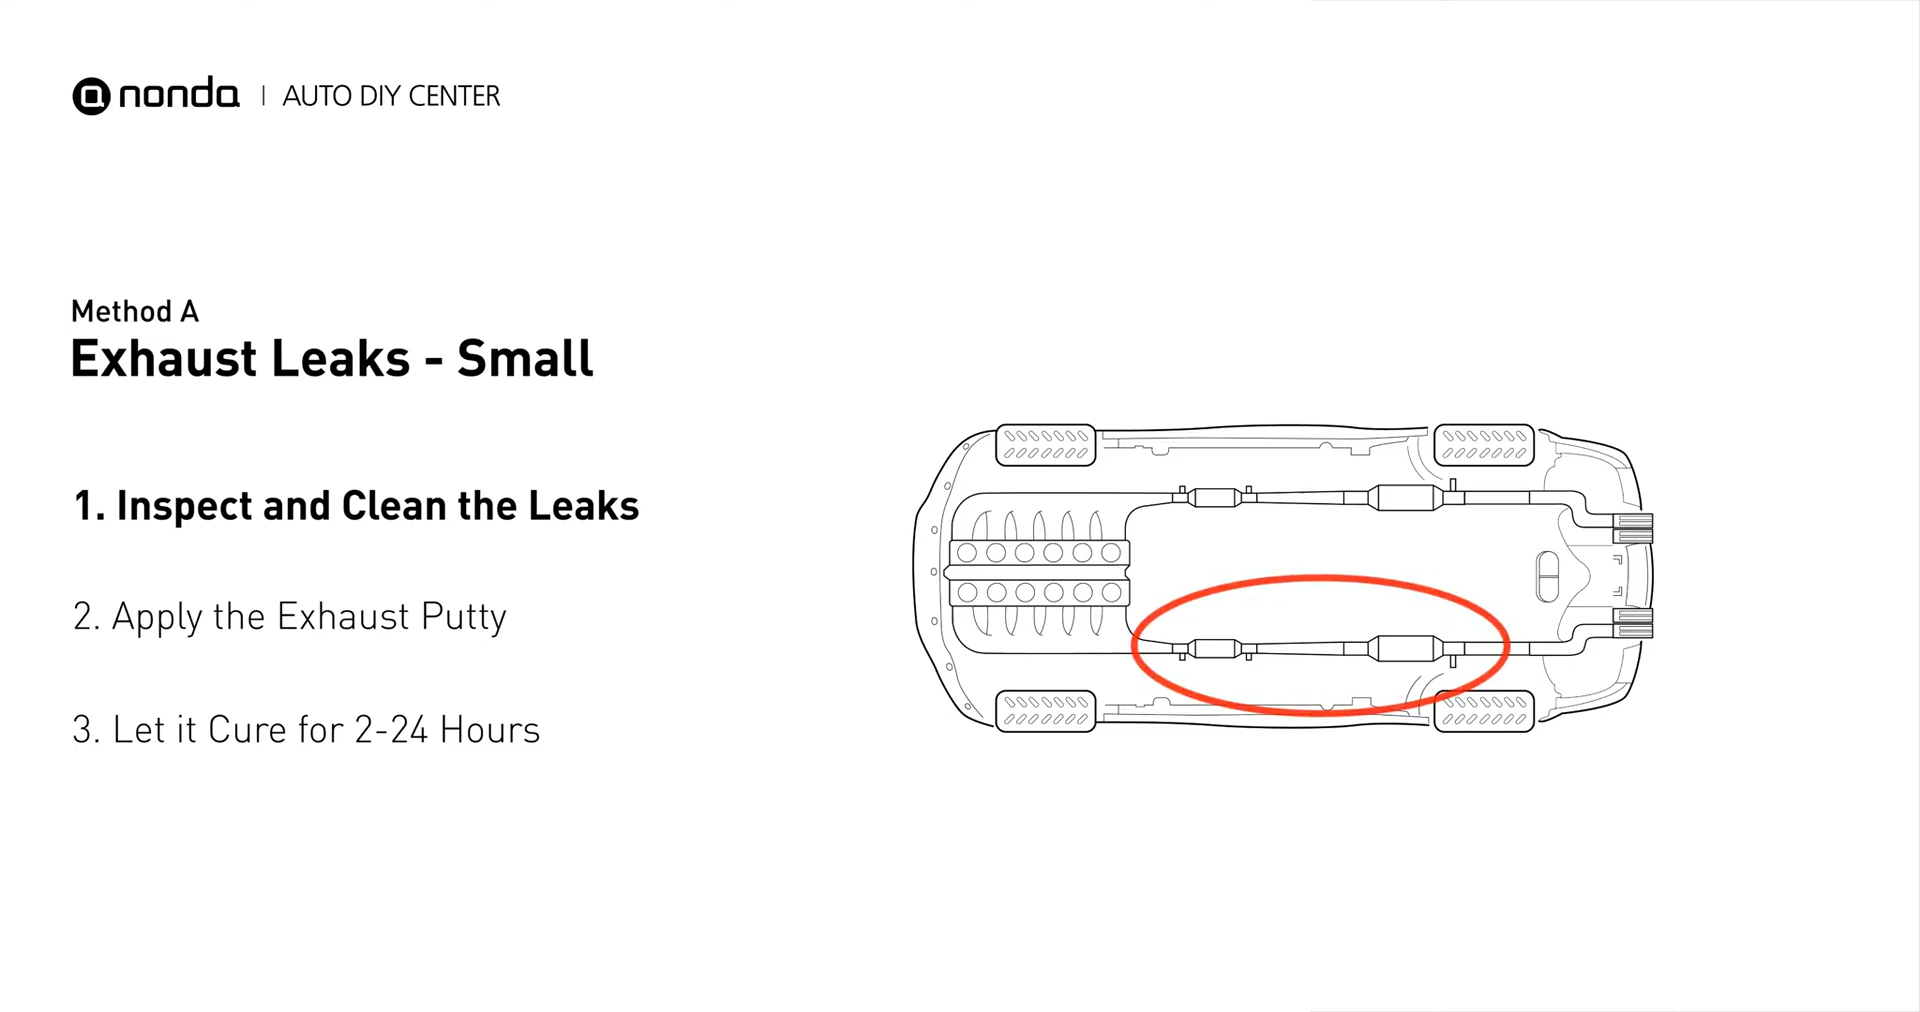 nonda | AUTO DIY CENTER
Method A
Exhaust Leaks - Small
1. Inspect and Clean the Leaks
2. Apply the Exhaust Putty
3. Let it Cure for 2-24 Hours